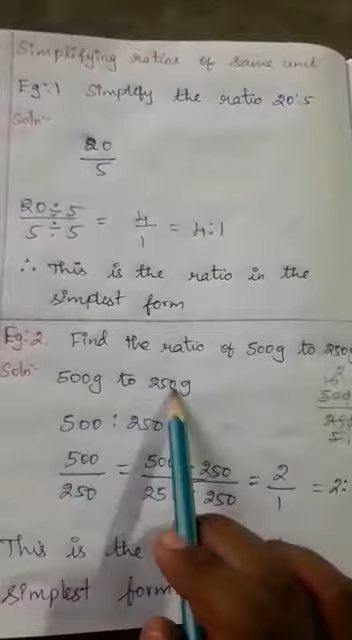 Simplifying ratios of same unit
Eg:1 Simplify the ratio 20:5
Soln:-
20
5
20÷5
5÷5
= 4
1
= 4:1
∴ This is the ratio in the
simplest form
Eg:2. Find the ratio of 500g to 250g
Soln:-
500g to 250g
500 : 250
500
250
= 2
1
= 2:
This is the
simplest form